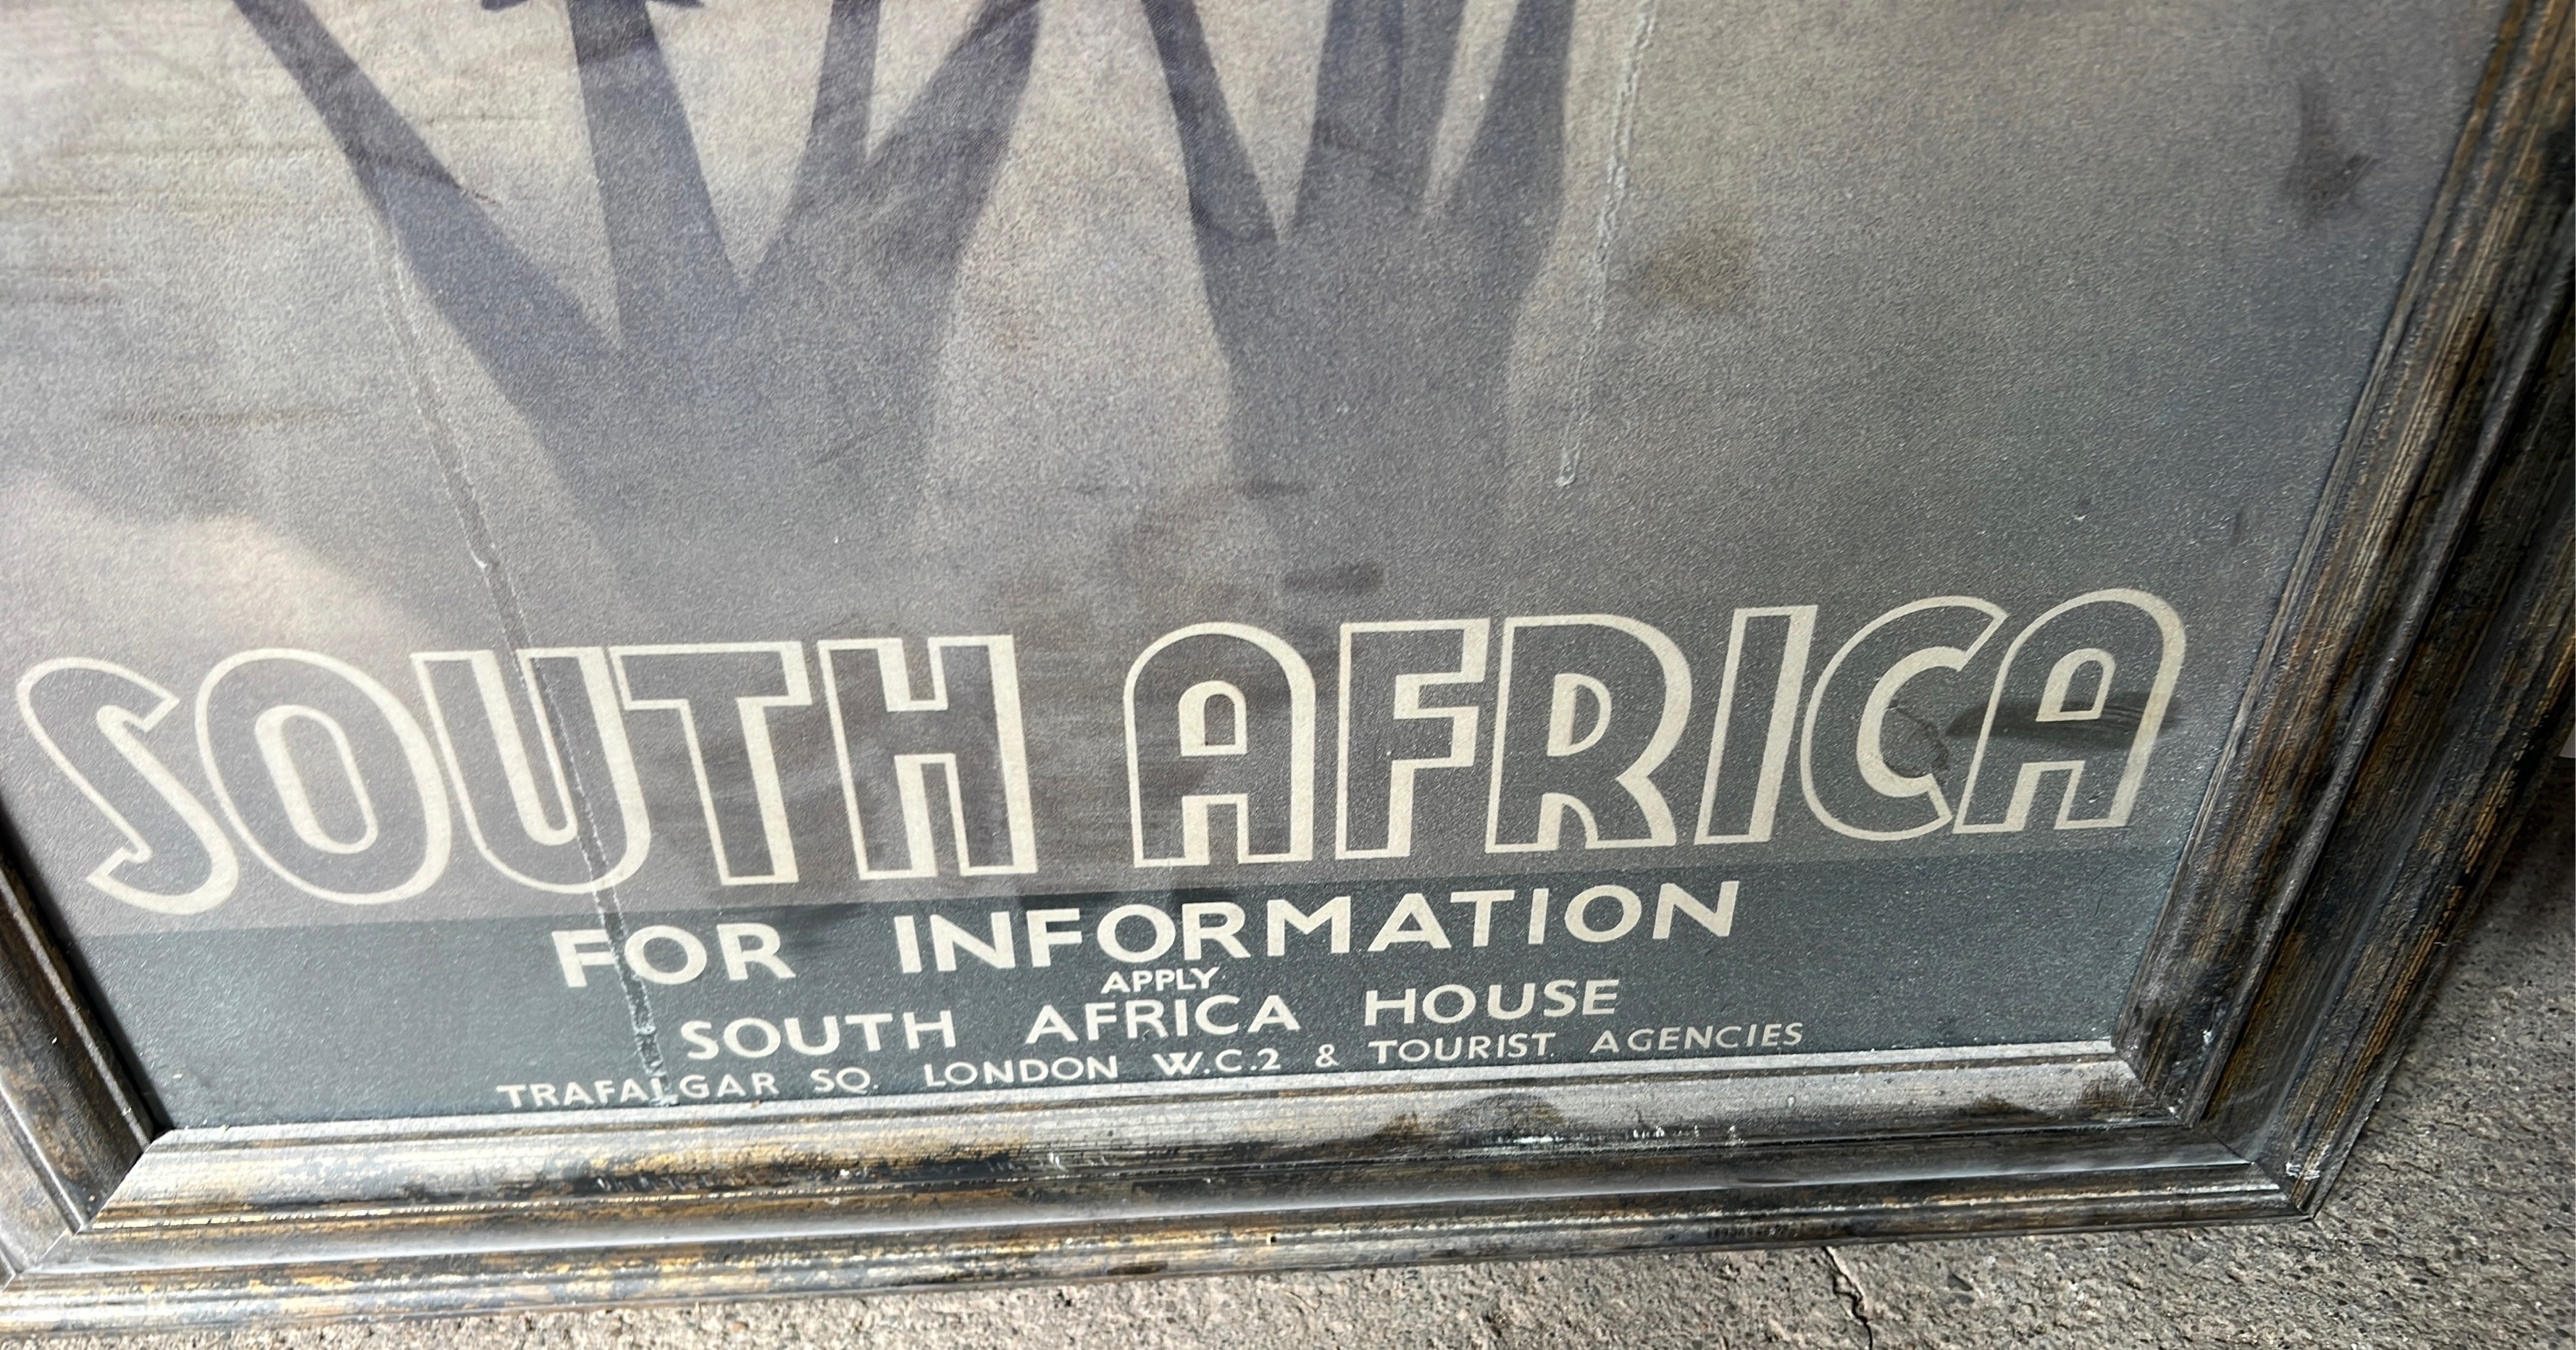 SOUTH AFRICA
FOR INFORMATION
APPLY
SOUTH AFRICA HOUSE
TRAFALGAR SQ. LONDON W.C.2 & TOURIST AGENCIES